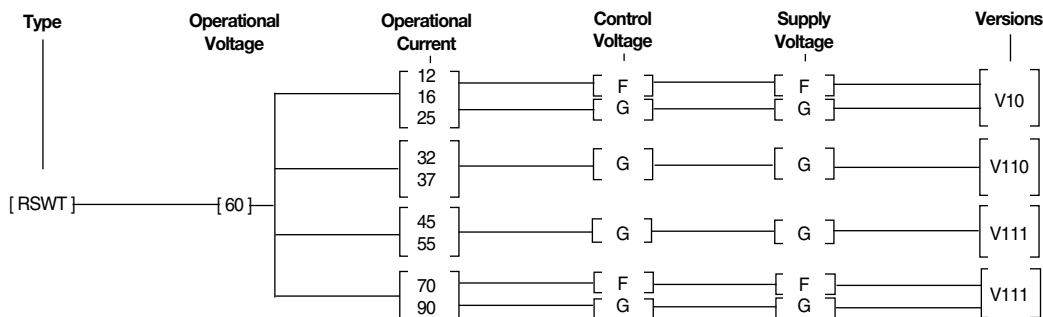 Type Operational Voltage Operational Current Control Voltage Supply Voltage Versions
12 F F
16 V10
25 G G
32 G G V110
37
[ RSWT ] [ 60 ]
45 G G V111
55
70 F F V111
90 G G